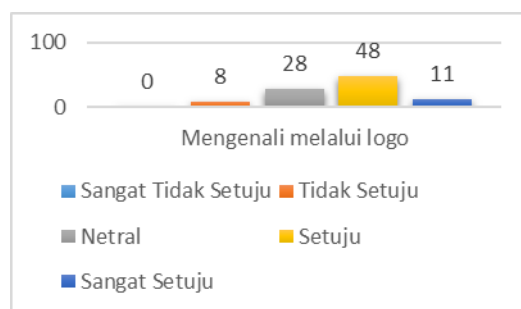 100
0 8 28 48 11
0
Mengenali melalui logo
Sangat Tidak Setuju Tidak Setuju
Netral Setuju
Sangat Setuju